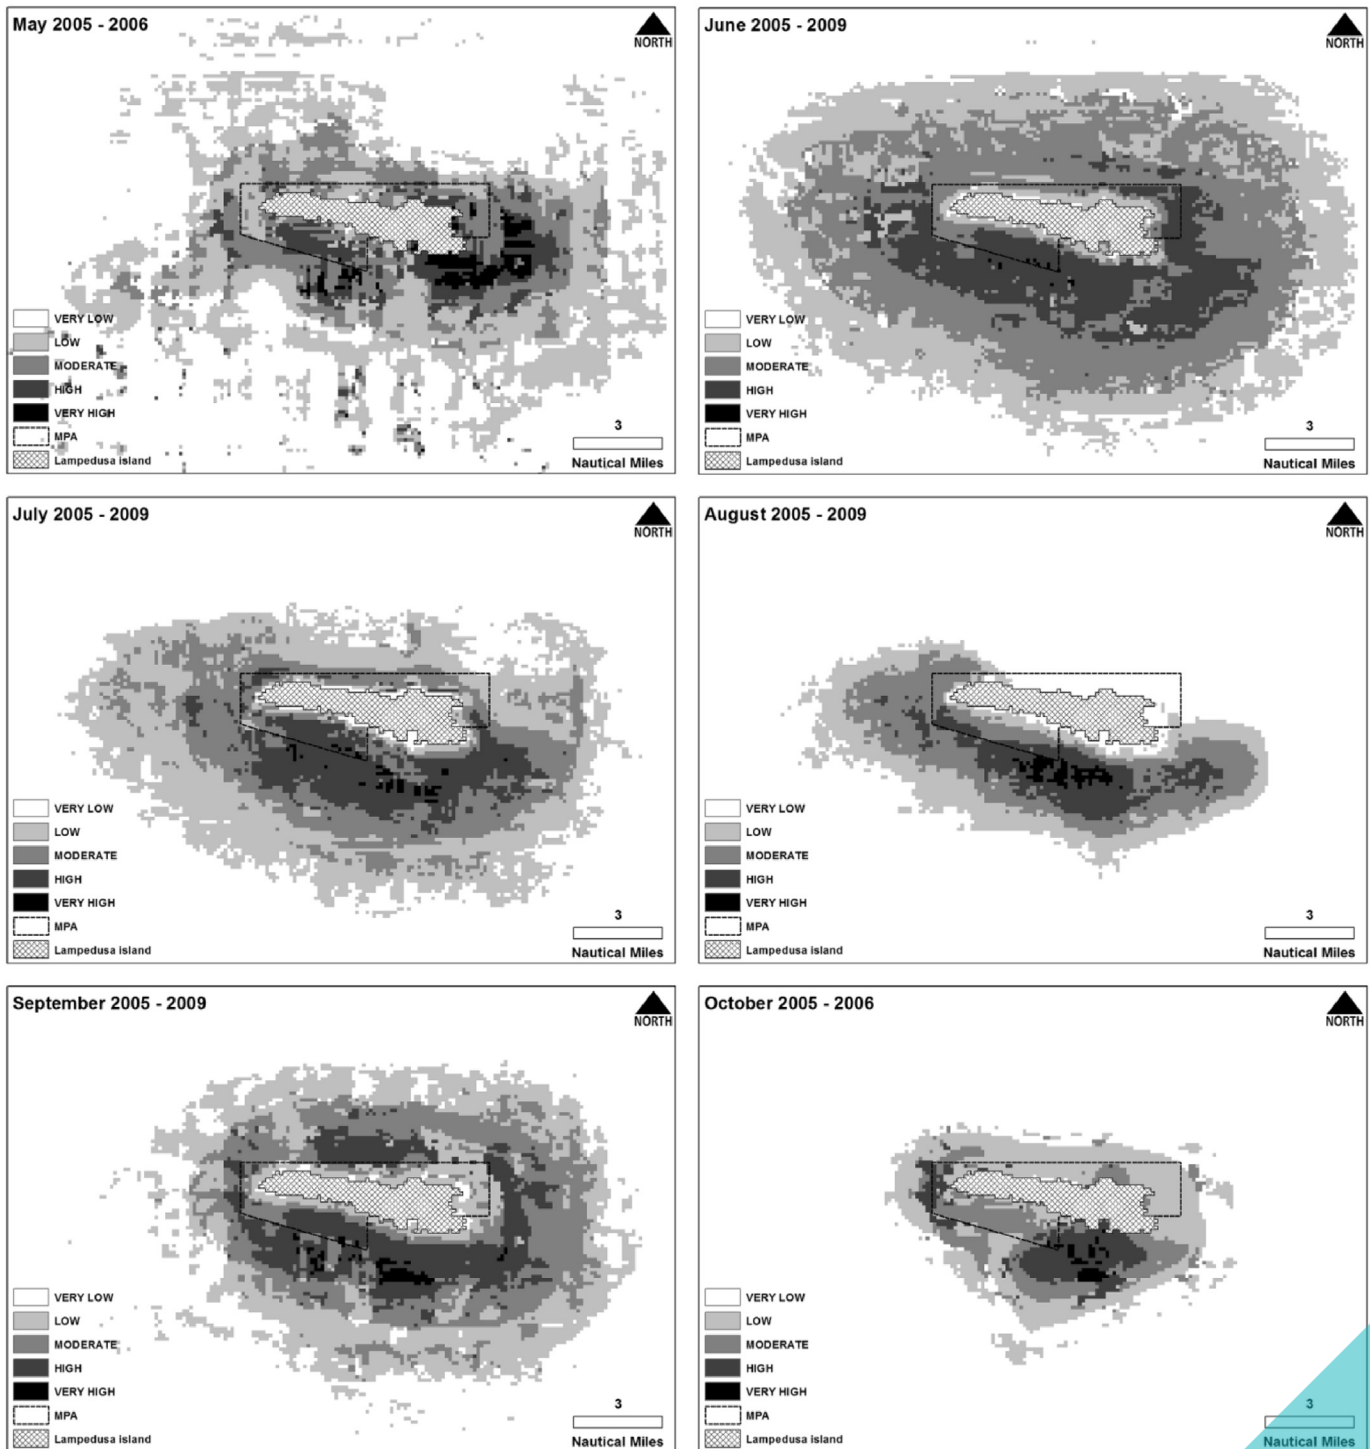 May 2005 - 2006
NORTH
VERY LOW
LOW
MODERATE
HIGH
VERY HIGH
MPA
Lampedusa island
3
Nautical Miles
June 2005 - 2009
NORTH
VERY LOW
LOW
MODERATE
HIGH
VERY HIGH
MPA
Lampedusa island
3
Nautical Miles
July 2005 - 2009
NORTH
VERY LOW
LOW
MODERATE
HIGH
VERY HIGH
MPA
Lampedusa island
3
Nautical Miles
August 2005 - 2009
NORTH
VERY LOW
LOW
MODERATE
HIGH
VERY HIGH
MPA
Lampedusa island
3
Nautical Miles
September 2005 - 2009
NORTH
VERY LOW
LOW
MODERATE
HIGH
VERY HIGH
MPA
Lampedusa island
3
Nautical Miles
October 2005 - 2006
NORTH
VERY LOW
LOW
MODERATE
HIGH
VERY HIGH
MPA
Lampedusa island
3
Nautical Miles